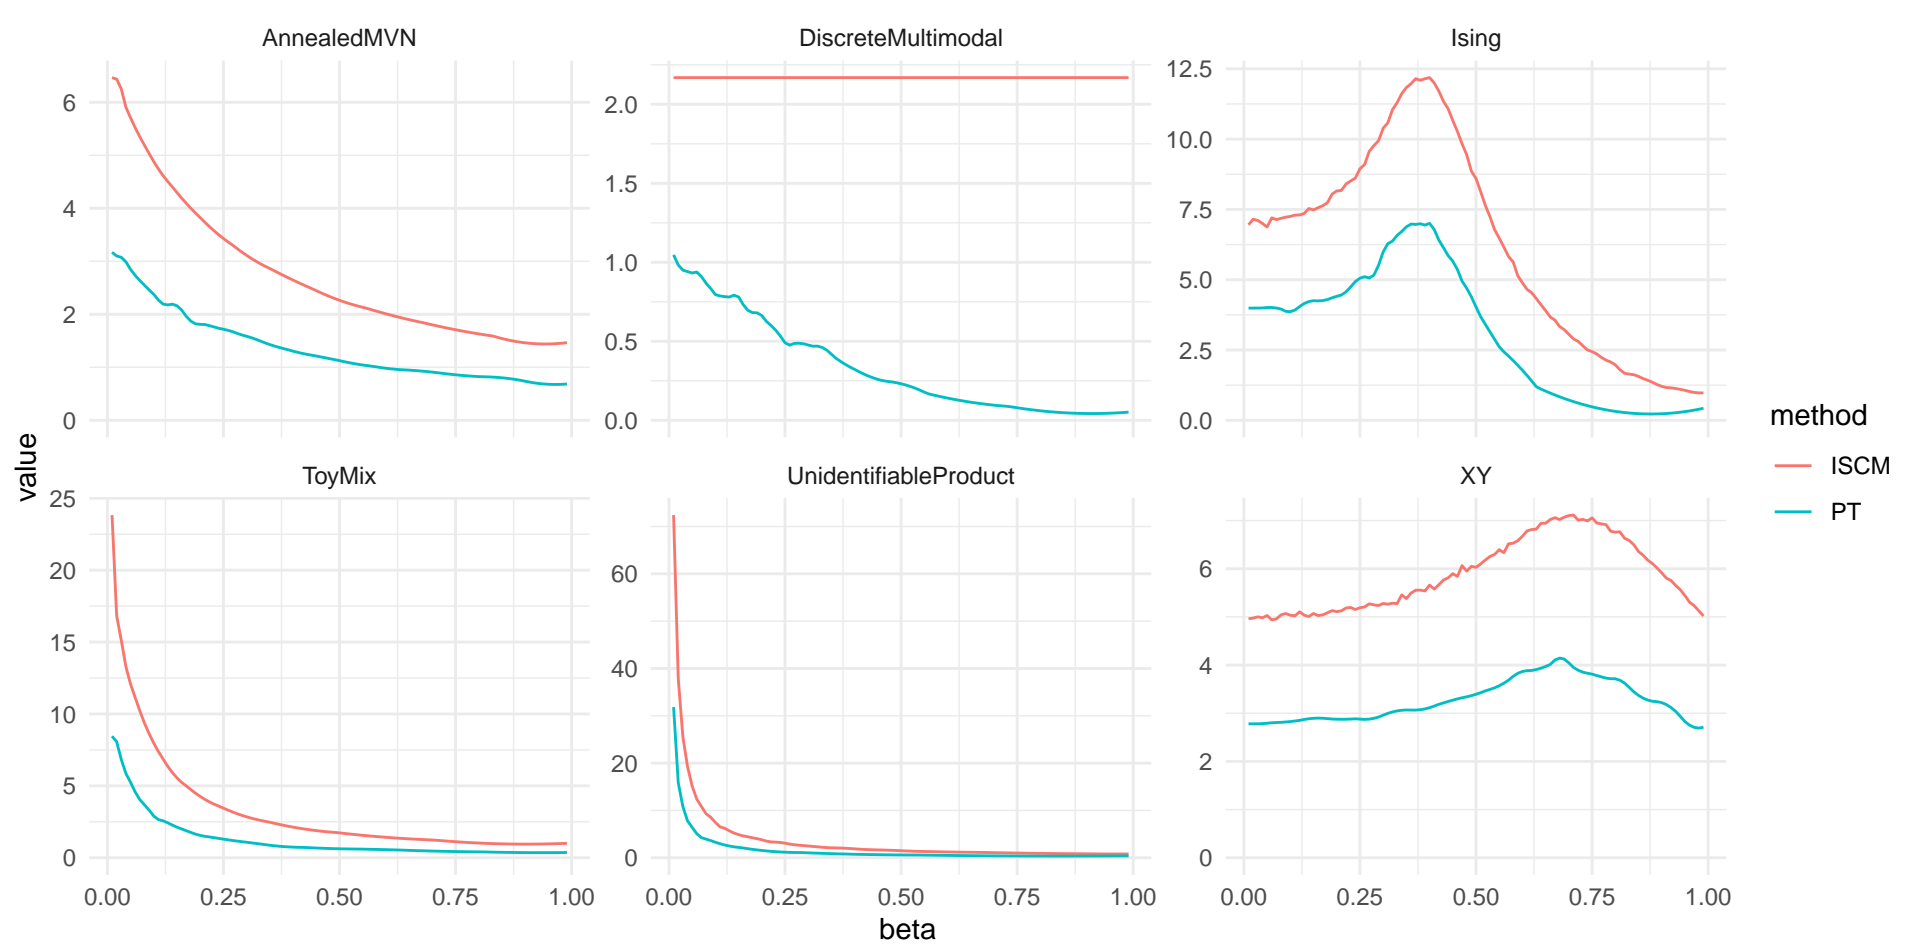 AnnealedMVN
DiscreteMultimodal
Ising
6
4
2
0
2.0
1.5
1.0
0.5
0.0
12.5
10.0
7.5
5.0
2.5
0.0
value
ToyMix
UnidentifiableProduct
XY
25
20
15
10
5
0
60
40
20
0
6
4
2
0
0.00 0.25 0.50 0.75 1.00
0.00 0.25 0.50 0.75 1.00
0.00 0.25 0.50 0.75 1.00
beta
method
ISCM
PT